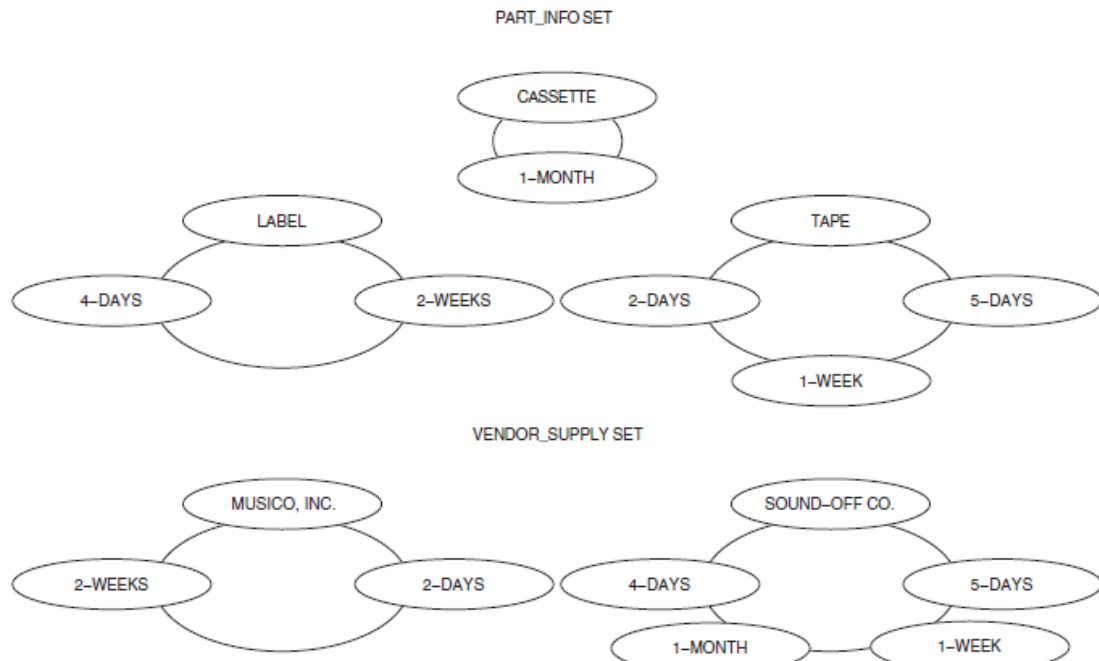 PART_INFO SET
CASSETTE
1-MONTH
LABEL
TAPE
4-DAYS
2-WEEKS
2-DAYS
5-DAYS
1-WEEK
VENDOR_SUPPLY SET
MUSICO, INC.
SOUND-OFF CO.
2-WEEKS
2-DAYS
4-DAYS
5-DAYS
1-MONTH
1-WEEK